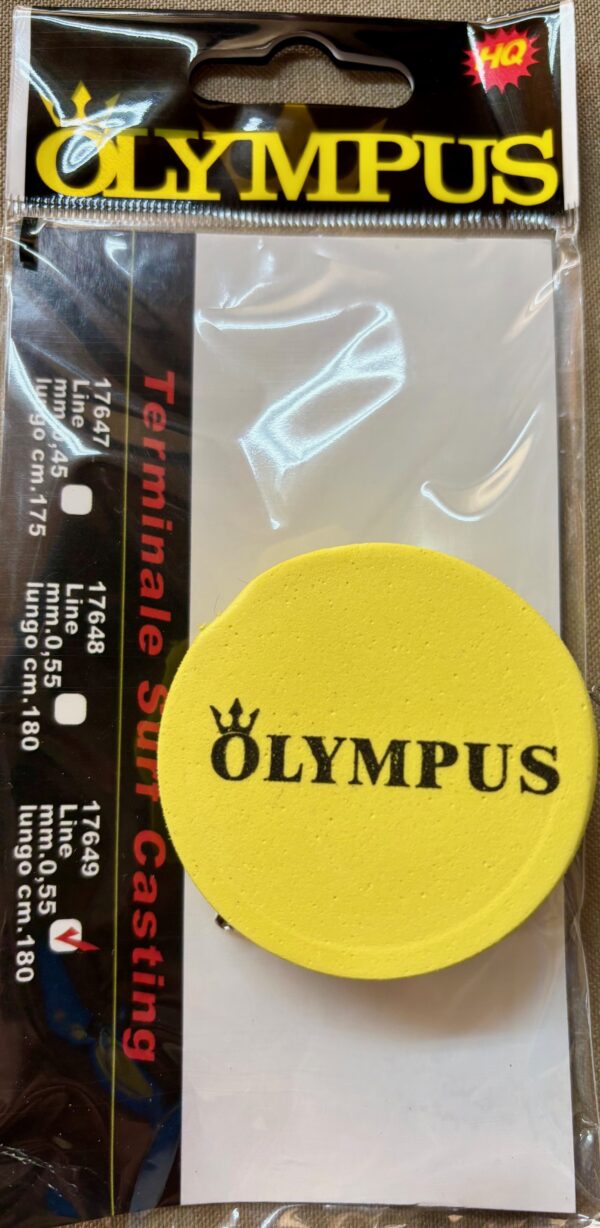 HQ
OLYMPUS
Terminale Surf Casting
17647
Line
mm.0,45
lungo cm.175
17648
Line
mm.0,55
lungo cm.180
17649
Line
mm.0,55
lungo cm.180
OLYMPUS